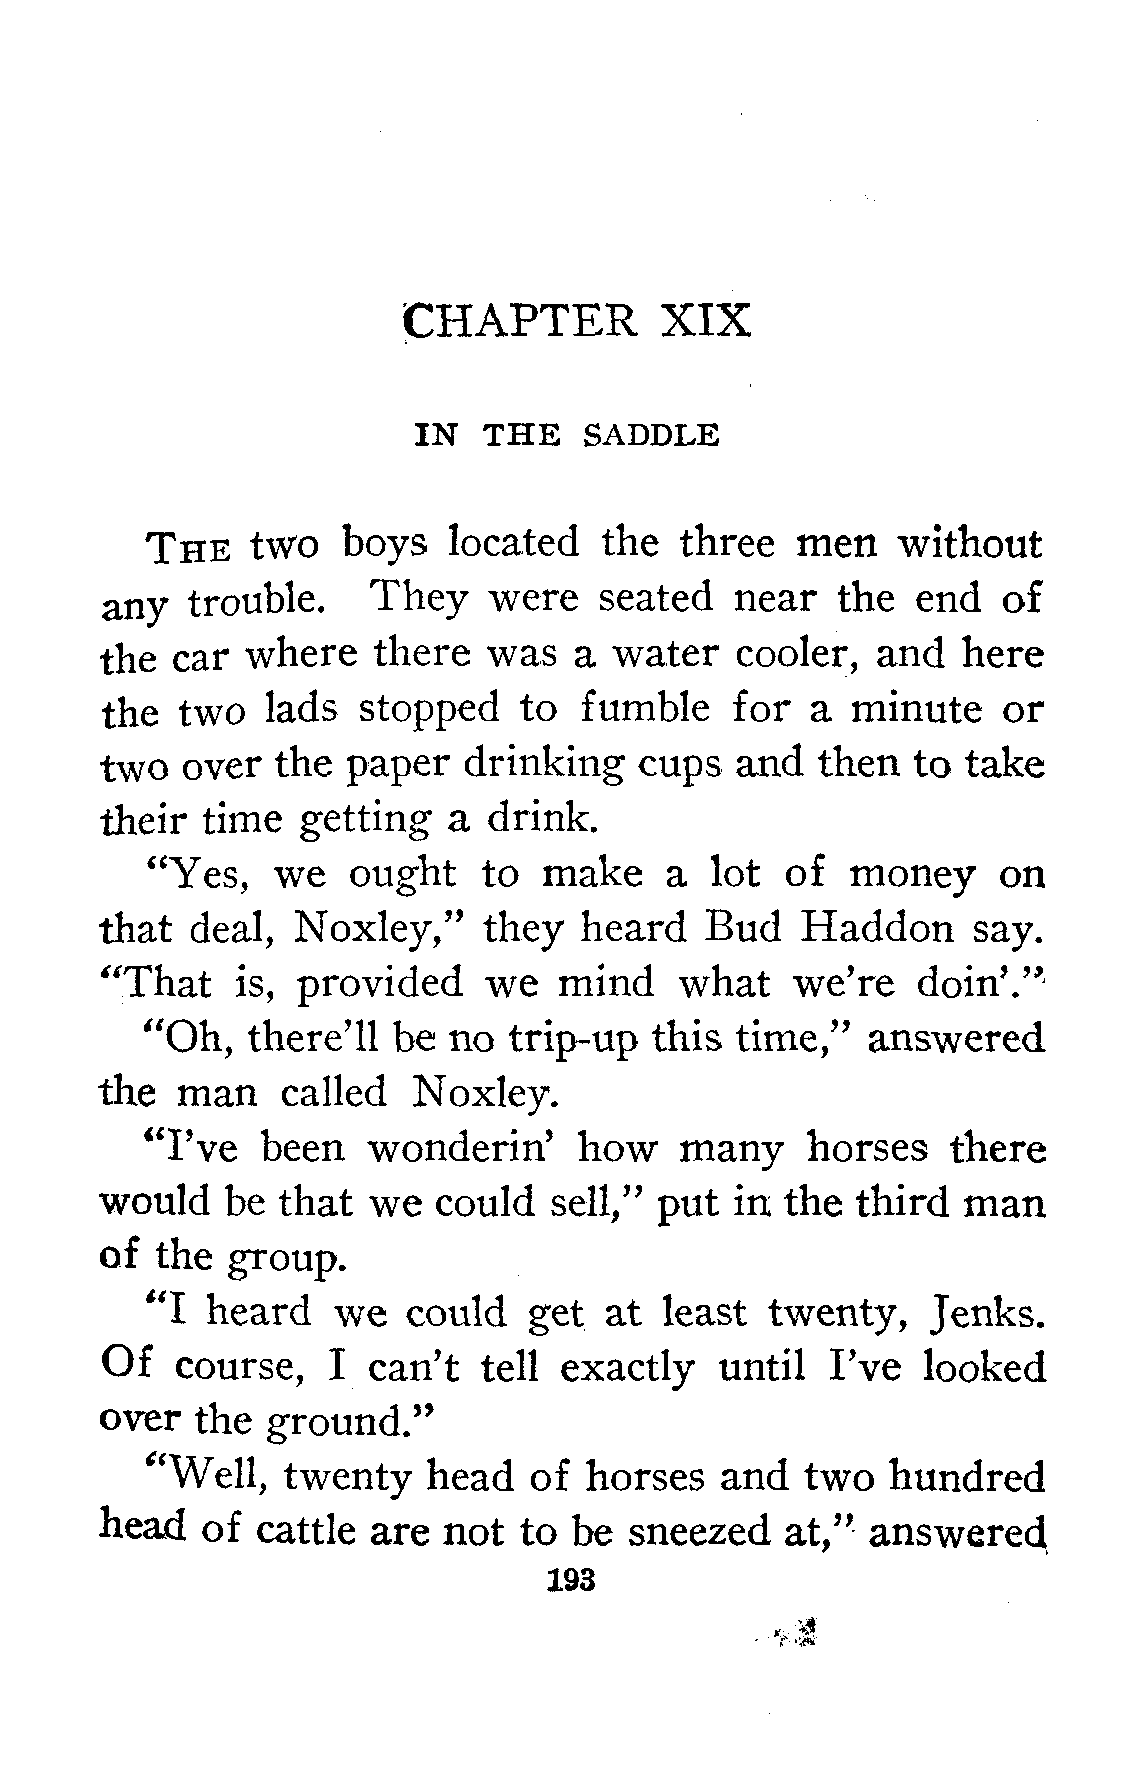 CHAPTER XIX
IN THE SADDLE
THE two boys located the three men without
any trouble. They were seated near the end of
the car where there was a water cooler, and here
the two lads stopped to fumble for a minute or
two over the paper drinking cups and then to take
their time getting a drink.
“Yes, we ought to make a lot of money on
that deal, Noxley,” they heard Bud Haddon say.
“That is, provided we mind what we’re doin’.”
“Oh, there’ll be no trip-up this time,” answered
the man called Noxley.
“I’ve been wonderin’ how many horses there
would be that we could sell,” put in the third man
of the group.
“I heard we could get at least twenty, Jenks.
Of course, I can’t tell exactly until I’ve looked
over the ground.”
“Well, twenty head of horses and two hundred
head of cattle are not to be sneezed at,” answered
193